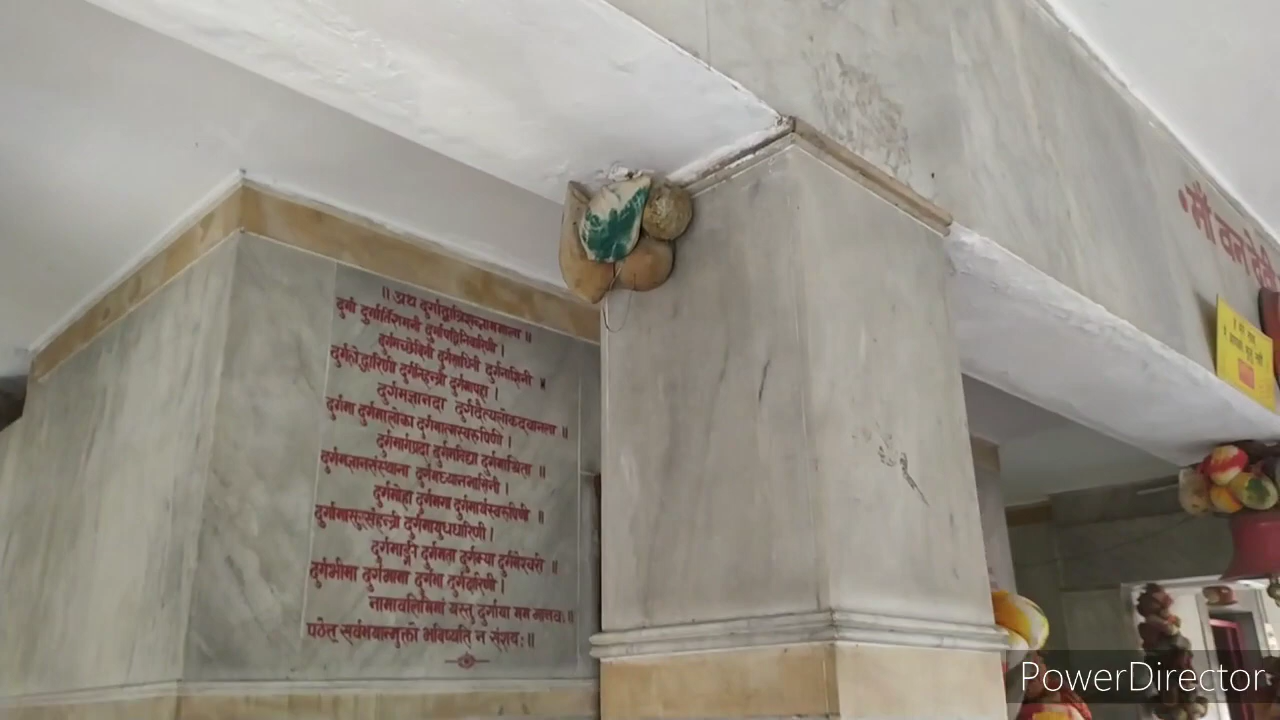 ॥ अथ दुर्गाद्वात्रिंशन्नाममाला ॥
दुर्गा दुर्गार्तिशमनी दुर्गापद्विनिवारिणी ।
दुर्गमच्छेदिनी दुर्गसाधिनी दुर्गनाशिनी ॥
दुर्गतोद्धारिणी दुर्गनिहन्त्री दुर्गमापहा ।
दुर्गमज्ञानदा दुर्गदैत्यलोकदवानला ॥
दुर्गमा दुर्गमालोका दुर्गमात्मस्वरुपिणी ।
दुर्गमार्गप्रदा दुर्गमविद्या दुर्गमाश्रिता ॥
दुर्गमज्ञानसंस्थाना दुर्गमध्यानभासिनी ।
दुर्गमोहा दुर्गमगा दुर्गमार्थस्वरुपिणी ॥
दुर्गमासुरसंहन्त्री दुर्गमायुधधारिणी ।
दुर्गमाङ्गी दुर्गमता दुर्गम्या दुर्गमेश्वरी ॥
दुर्गभीमा दुर्गभामा दुर्गभा दुर्गदारिणी ।
नामावलिमिमां यस्तु दुर्गाया मम मानवः ॥
पठेत् सर्वभयान्मुक्तो भविष्यति न संशयः ॥
माँ वन देवी
PowerDirector